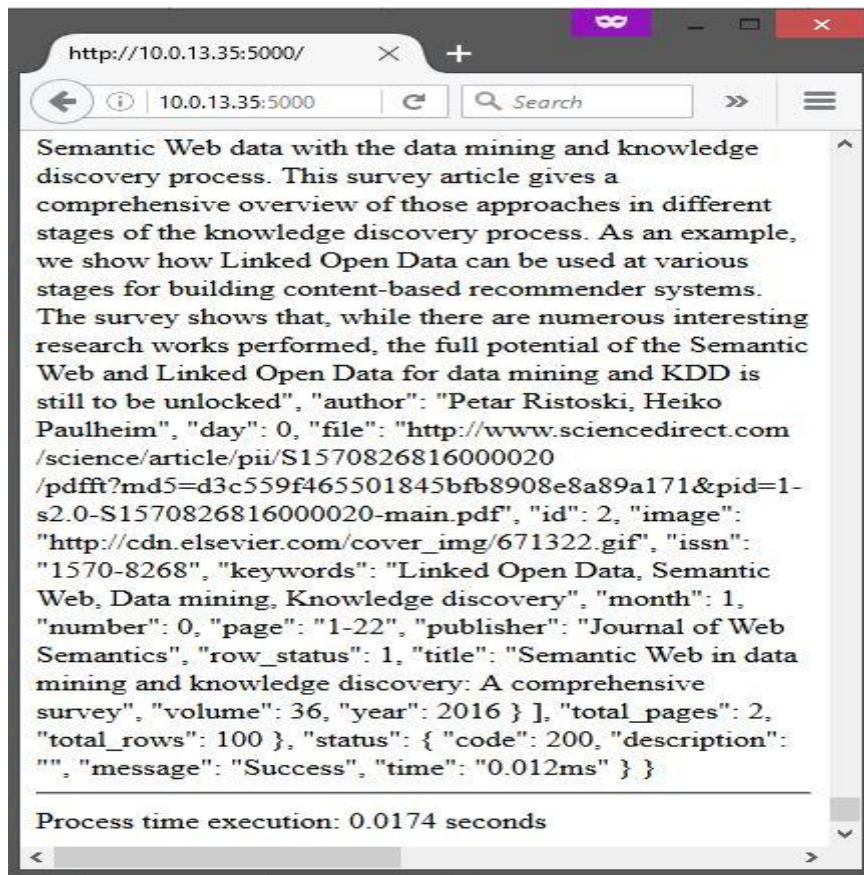 http://10.0.13.35:5000/
10.0.13.35:5000
Search
Semantic Web data with the data mining and knowledge
discovery process. This survey article gives a
comprehensive overview of those approaches in different
stages of the knowledge discovery process. As an example,
we show how Linked Open Data can be used at various
stages for building content-based recommender systems.
The survey shows that, while there are numerous interesting
research works performed, the full potential of the Semantic
Web and Linked Open Data for data mining and KDD is
still to be unlocked", "author": "Petar Ristoski, Heiko
Paulheim", "day": 0, "file": "http://www.sciencedirect.com
/science/article/pii/S1570826816000020
/pdfft?md5=d3c559f465501845bfb8908e8a89a171&pid=1-
s2.0-S1570826816000020-main.pdf", "id": 2, "image":
"http://cdn.elsevier.com/cover_img/671322.gif", "issn":
"1570-8268", "keywords": "Linked Open Data, Semantic
Web, Data mining, Knowledge discovery", "month": 1,
"number": 0, "page": "1-22", "publisher": "Journal of Web
Semantics", "row_status": 1, "title": "Semantic Web in data
mining and knowledge discovery: A comprehensive
survey", "volume": 36, "year": 2016 } ], "total_pages": 2,
"total_rows": 100 }, "status": { "code": 200, "description":
"", "message": "Success", "time": "0.012ms" } }
Process time execution: 0.0174 seconds